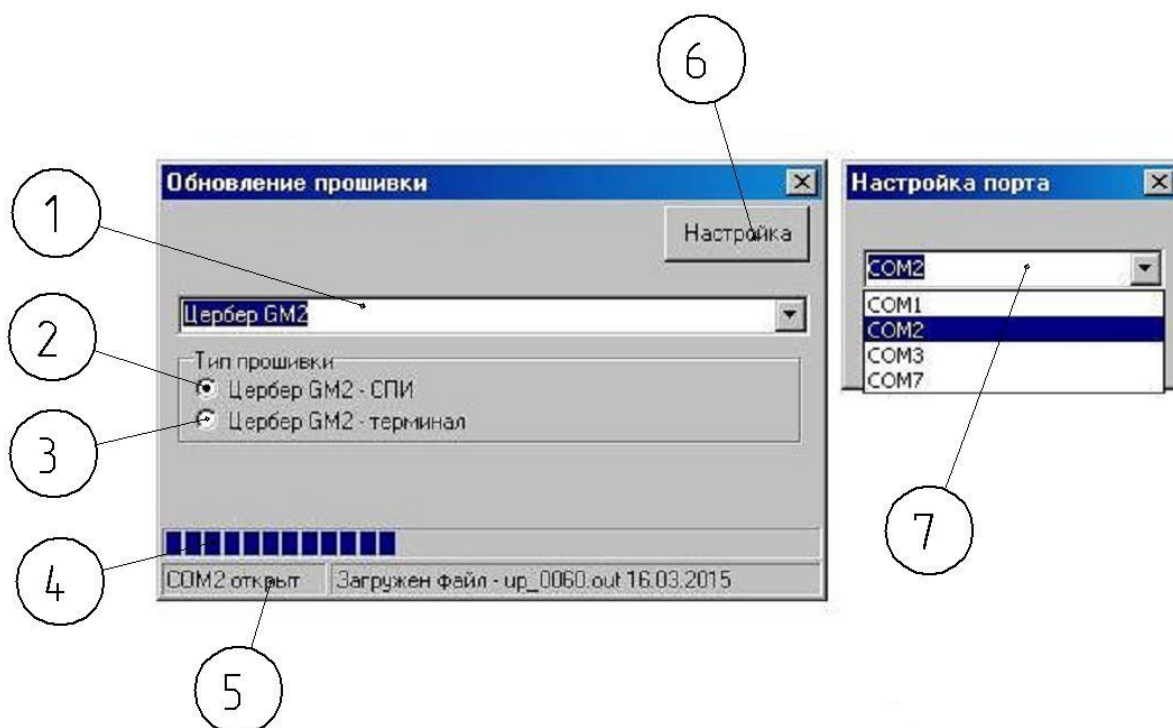 6
1
Обновление прошивки
Настройка порта
Настройка
COM2
Цербер GM2
COM1
COM2
COM3
COM7
2
Тип прошивки
Цербер GM2 - СПИ
Цербер GM2 - терминал
3
7
4
COM2 открыт
Загружен файл - up_0060.out 16.03.2015
5